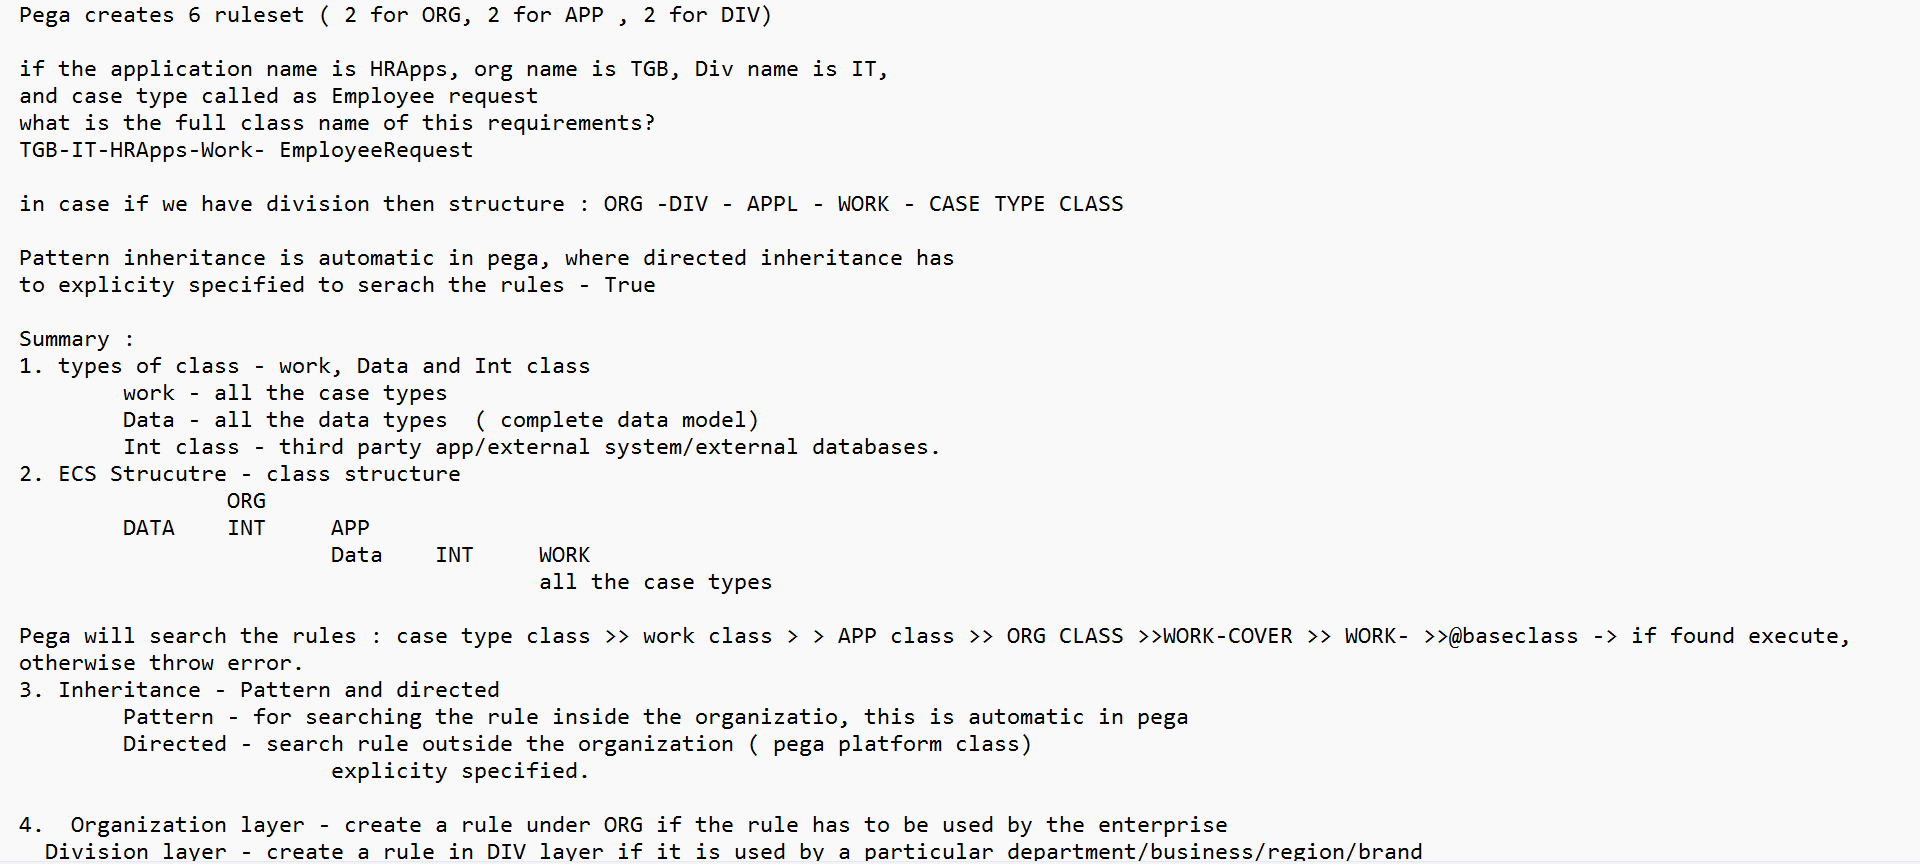 Pega creates 6 ruleset ( 2 for ORG, 2 for APP , 2 for DIV)
if the application name is HRApps, org name is TGB, Div name is IT,
and case type called as Employee request
what is the full class name of this requirements?
TGB-IT-HRApps-Work- EmployeeRequest
in case if we have division then structure : ORG -DIV - APPL - WORK - CASE TYPE CLASS
Pattern inheritance is automatic in pega, where directed inheritance has
to explicity specified to serach the rules - True
Summary :
1. types of class - work, Data and Int class
work - all the case types
Data - all the data types  ( complete data model)
Int class - third party app/external system/external databases.
2. ECS Strucutre - class structure
ORG
DATA    INT     APP
Data    INT     WORK
all the case types
Pega will search the rules : case type class >> work class > > APP class >> ORG CLASS >>WORK-COVER >> WORK- >>@baseclass -> if found execute,
otherwise throw error.
3. Inheritance - Pattern and directed
Pattern - for searching the rule inside the organizatio, this is automatic in pega
Directed - search rule outside the organization ( pega platform class)
explicity specified.
4.  Organization layer - create a rule under ORG if the rule has to be used by the enterprise
Division layer - create a rule in DIV layer if it is used by a particular department/business/region/brand